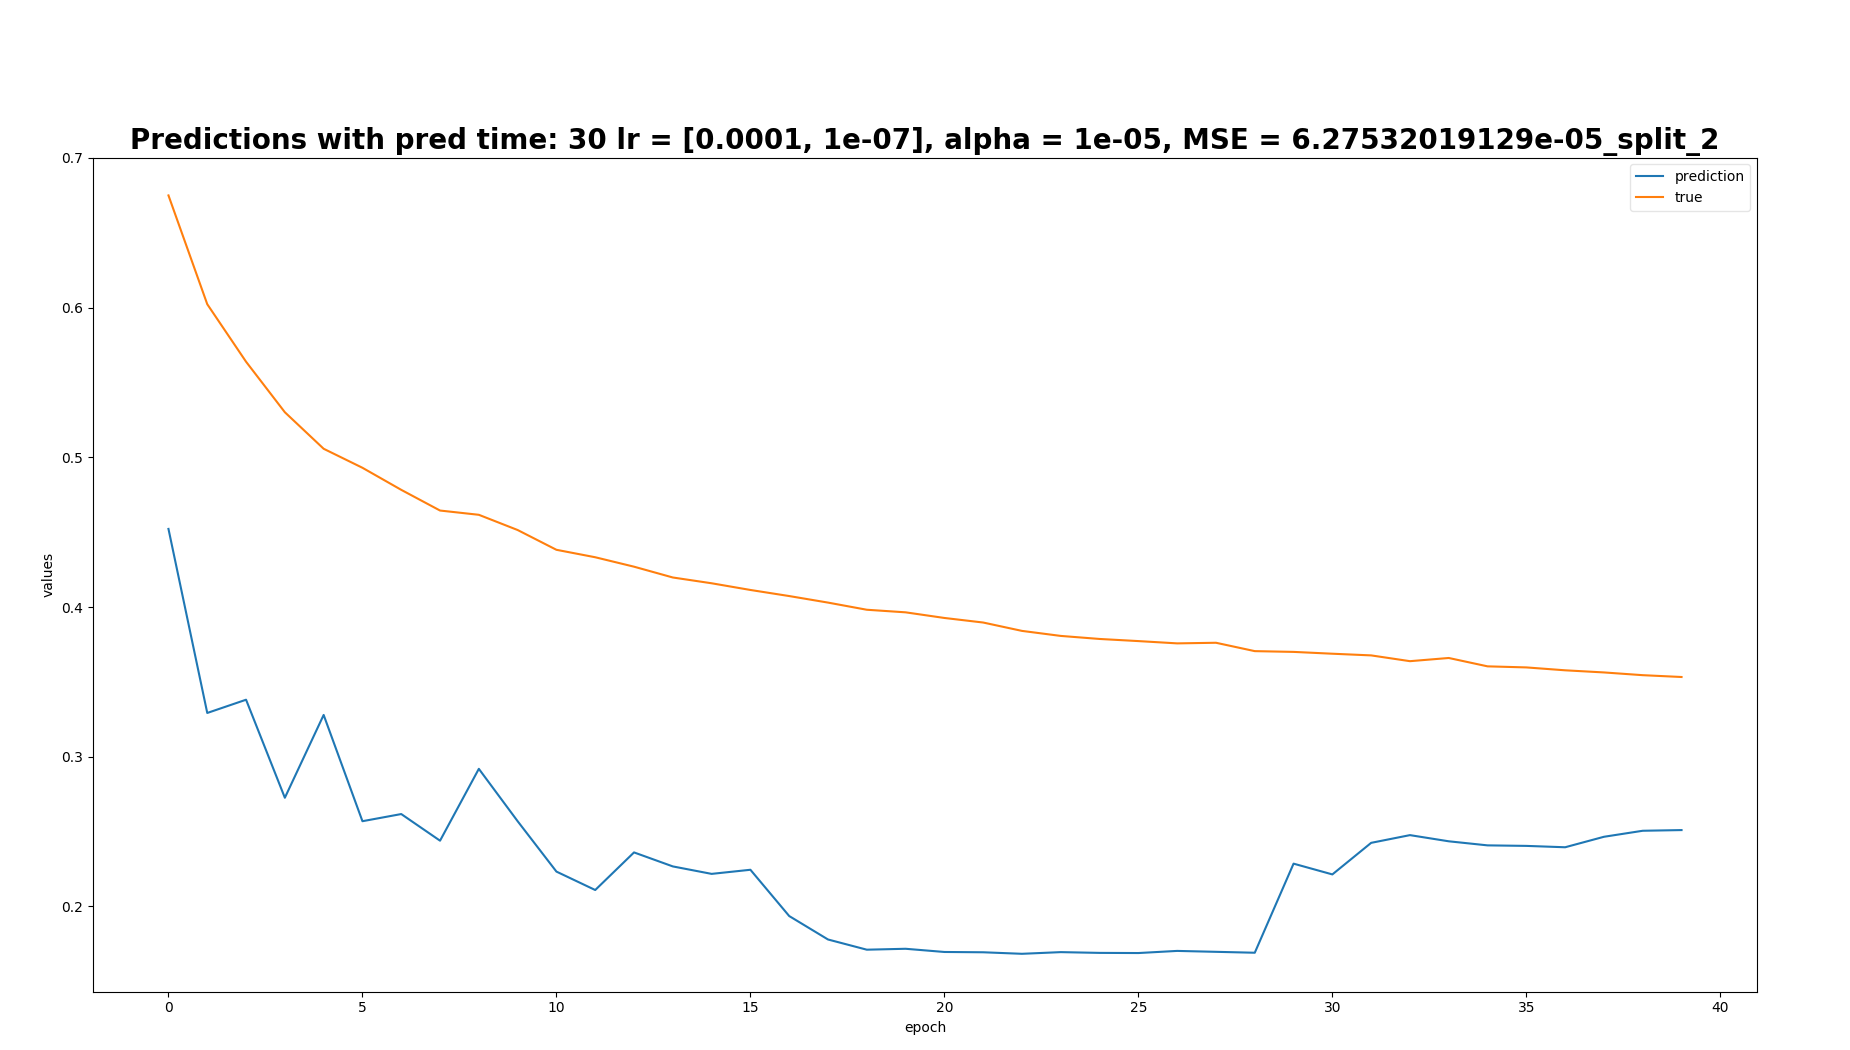 Predictions with pred time: 30 lr = [0.0001, 1e-07], alpha = 1e-05, MSE = 6.27532019129e-05_split_2
prediction
true
values
0.7
0.6
0.5
0.4
0.3
0.2
0 5 10 15 20 25 30 35 40
epoch